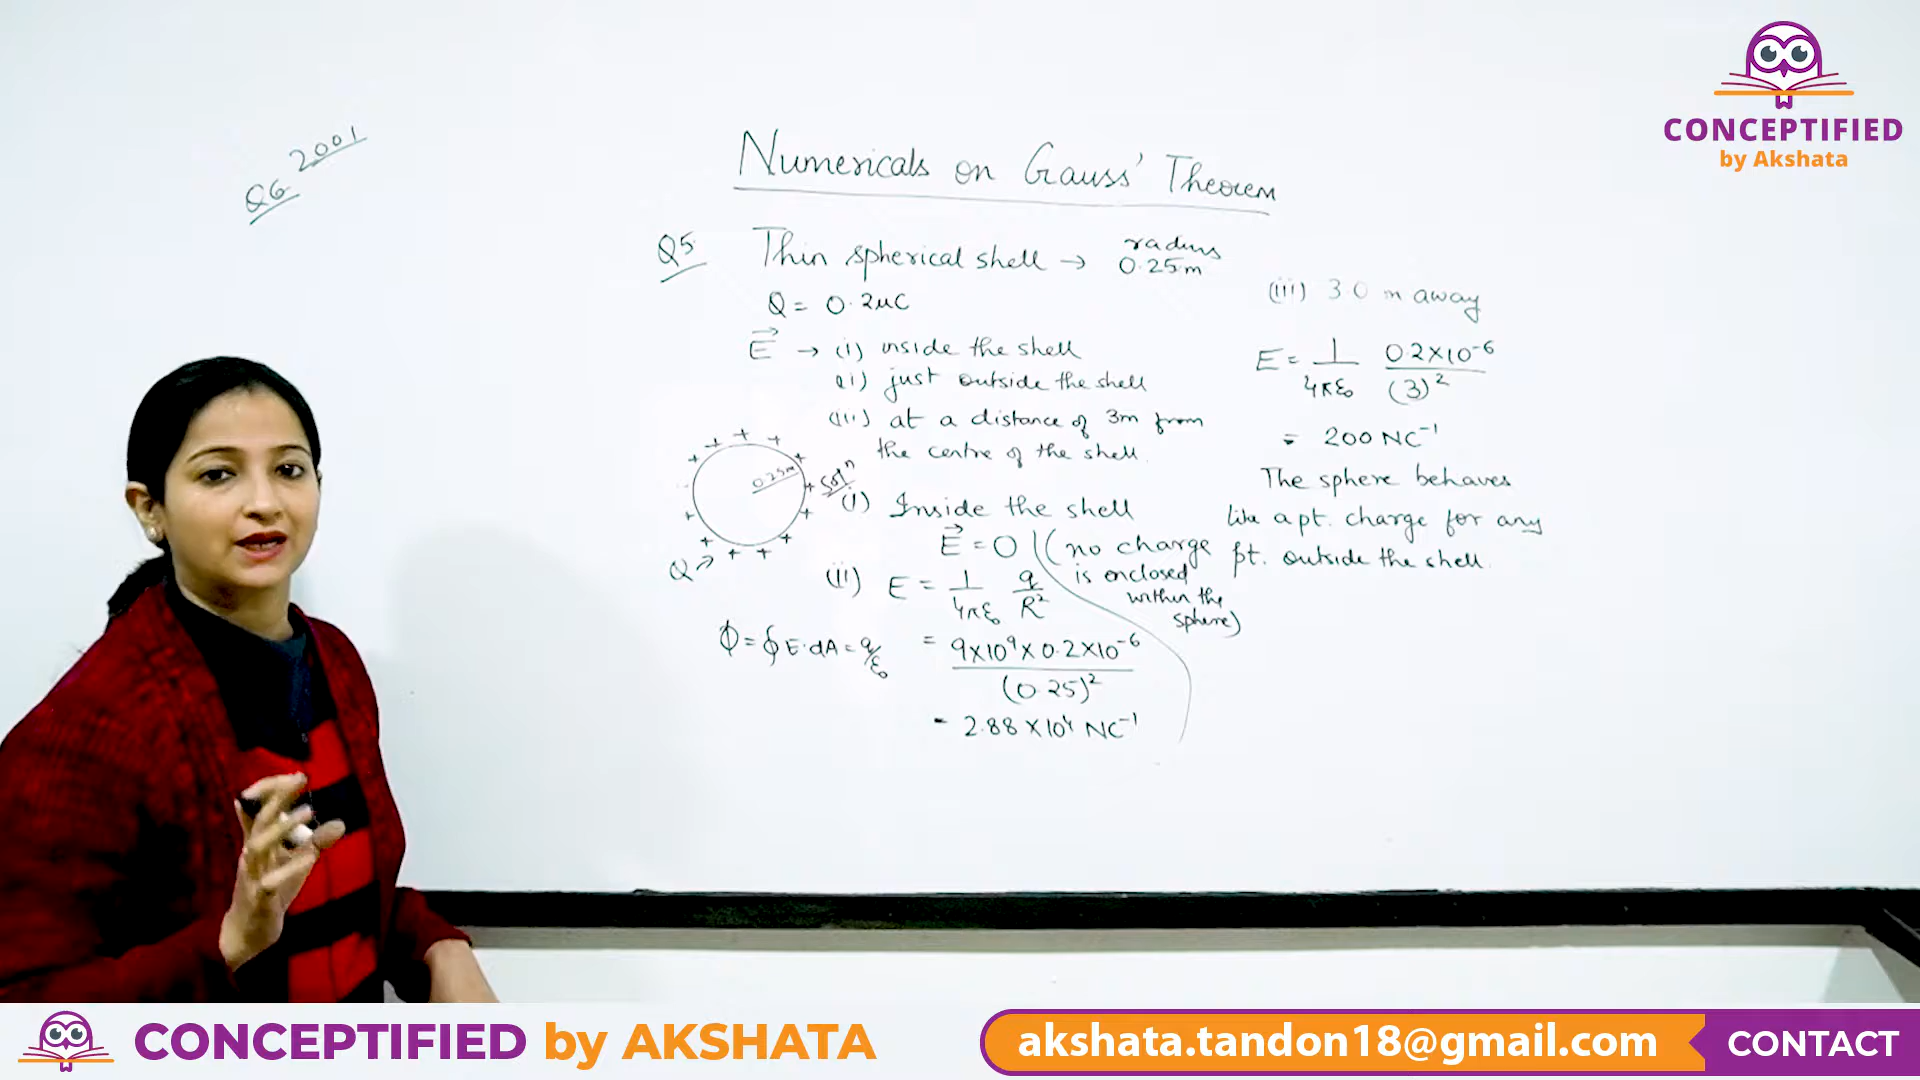 CONCEPTIFIED
by Akshata
Q6 2001
Numericals on Gauss' Theorem
Q5 Thin spherical shell → radius 0.25m
Q = 0.2μC
E⃗ → (i) inside the shell
(ii) just outside the shell
(iii) at a distance of 3m from
the centre of the shell.
0.25m
Q
Solⁿ
(i) Inside the shell
E⃗ = 0 (no charge
is enclosed
within the
sphere)
(ii) E = 1/4πε₀ q/R²
ϕ = ∮E·dA = q/ε₀
= 9×10⁹×0.2×10⁻⁶/(0.25)²
= 2.88×10⁴ NC⁻¹
(iii) 3.0 m away
E = 1/4πε₀ 0.2×10⁻⁶/(3)²
= 200 NC⁻¹
The sphere behaves
like a pt. charge for any
pt. outside the shell.
CONCEPTIFIED by AKSHATA
akshata.tandon18@gmail.com
CONTACT